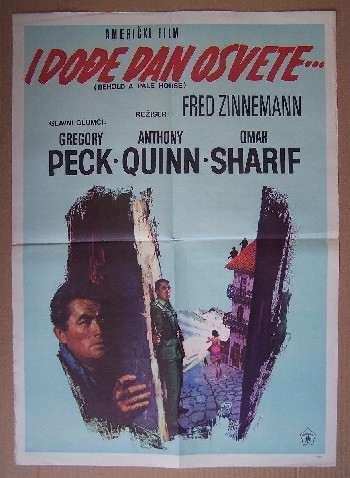 AMERIČKI FILM
I DOĐE DAN OSVETE...
(BEHOLD A PALE HORSE)
REŽISER: FRED ZINNEMANN
GLAVNI GLUMCI:
GREGORY ANTHONY OMAR
PECK · QUINN · SHARIF